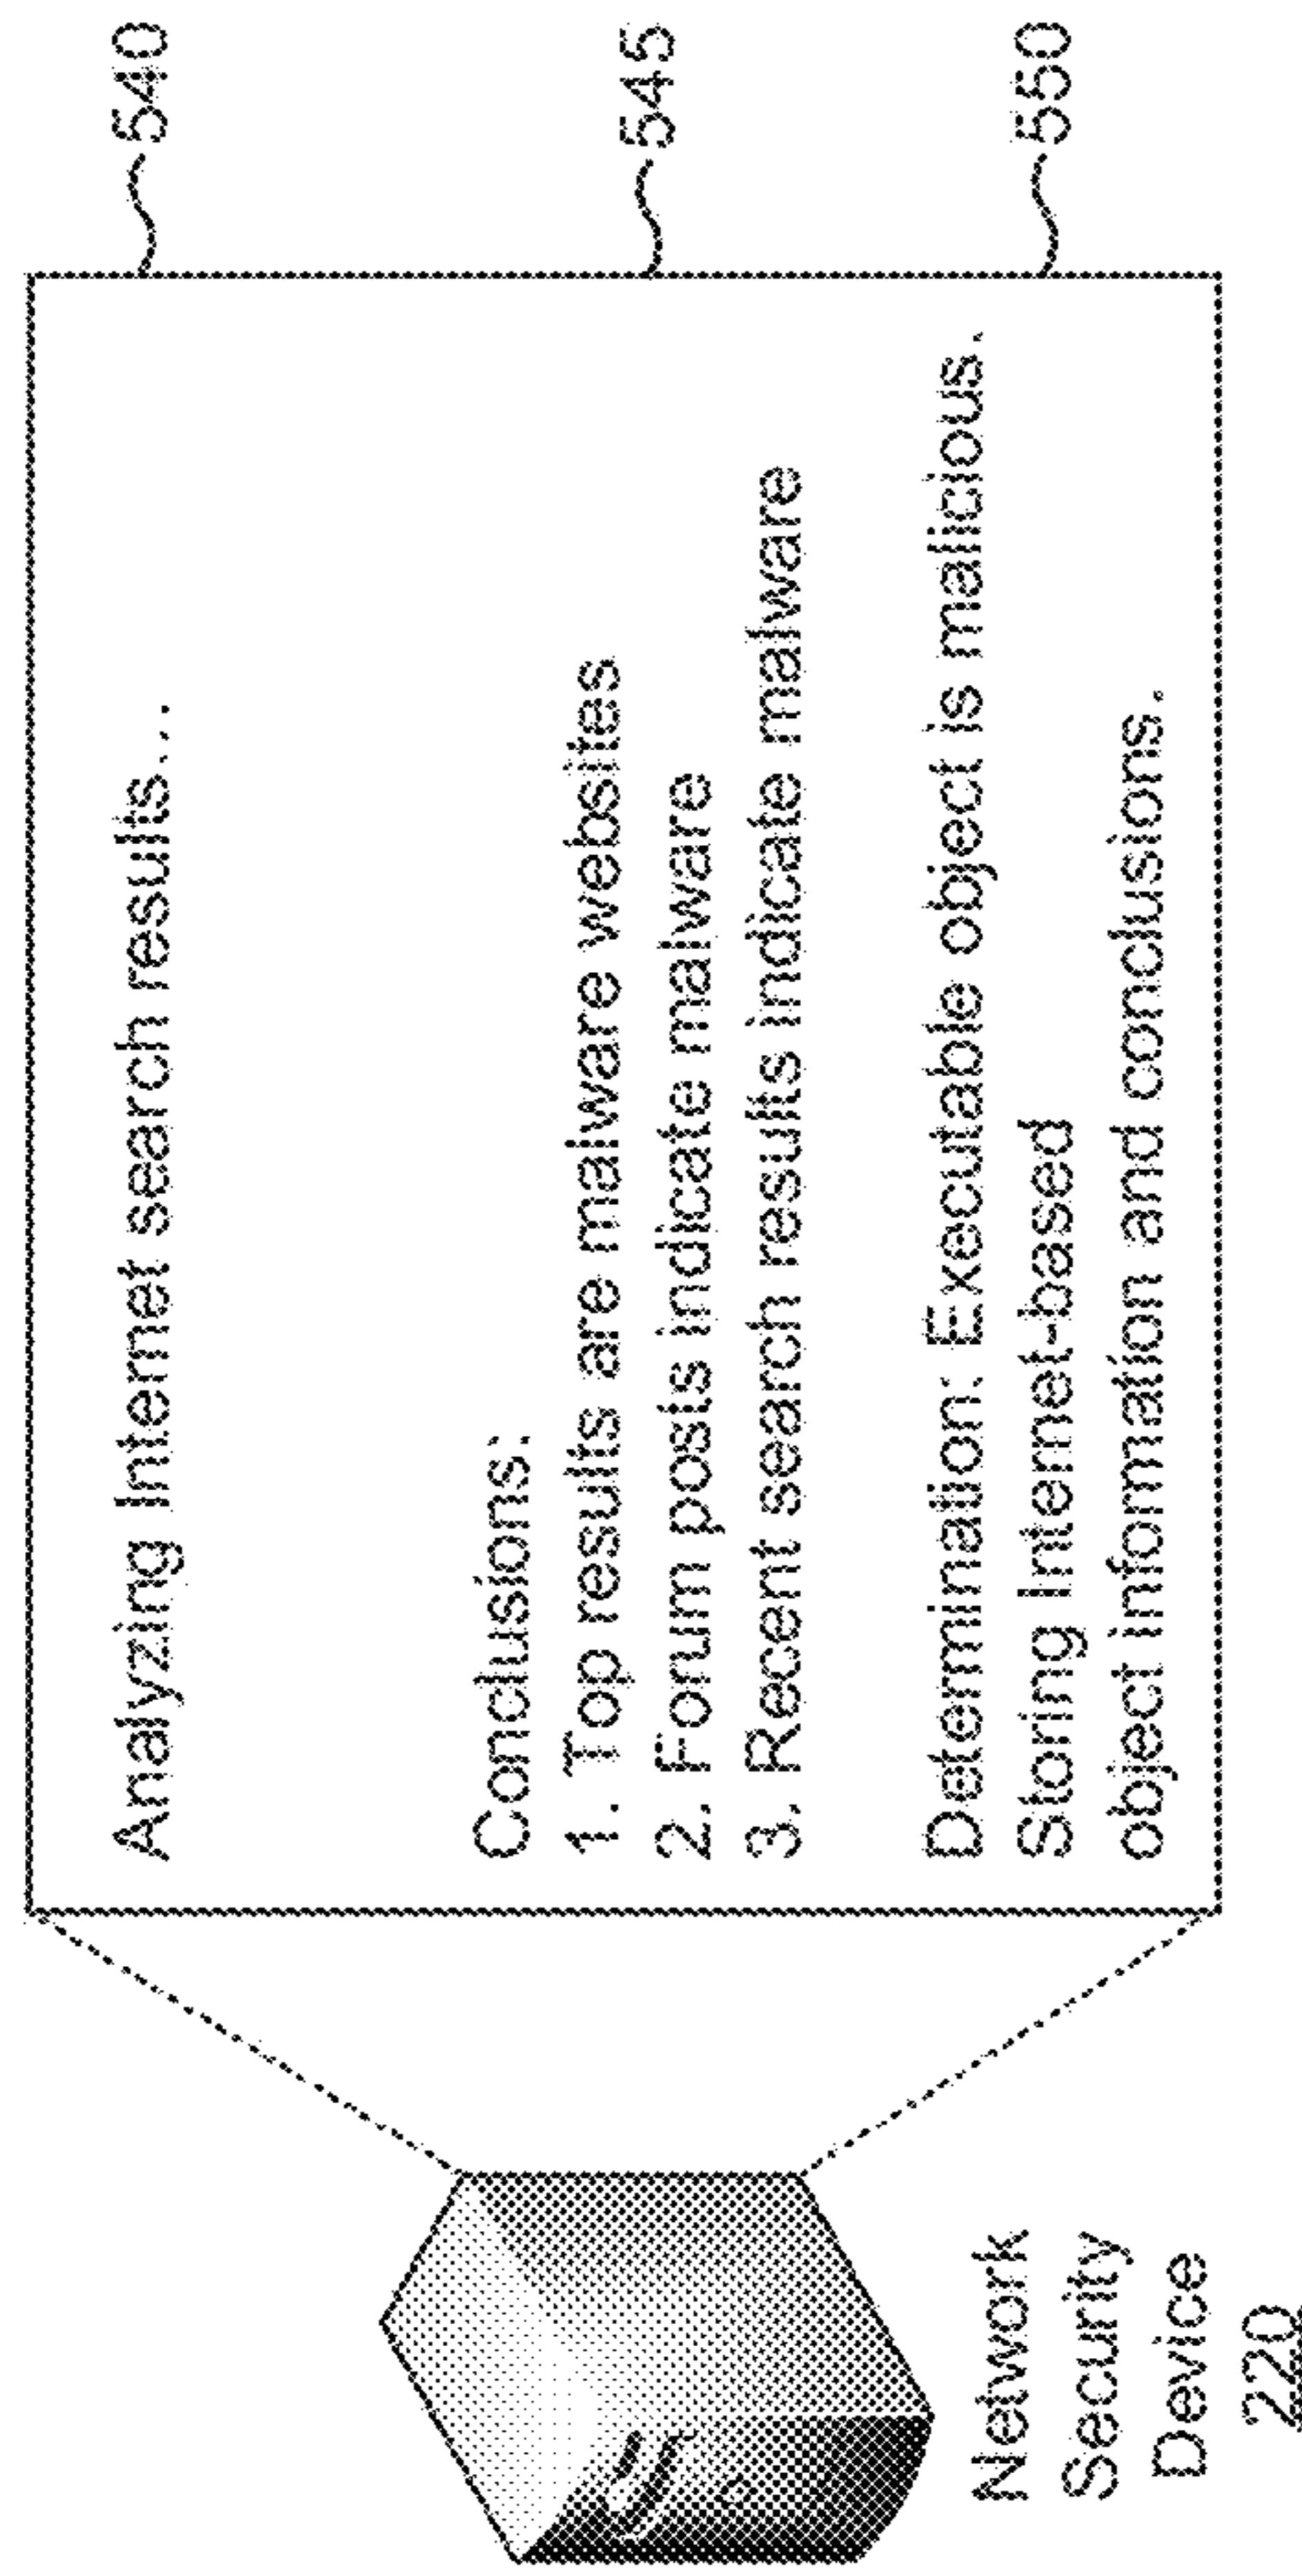 Analyzing Internet search results...
540
Conclusions:
1. Top results are malware websites
2. Forum posts indicate malware
3. Recent search results indicate malware
545
Determination: Executable object is malicious.
Storing Internet-based
object information and conclusions.
550
Network
Security
Device
220